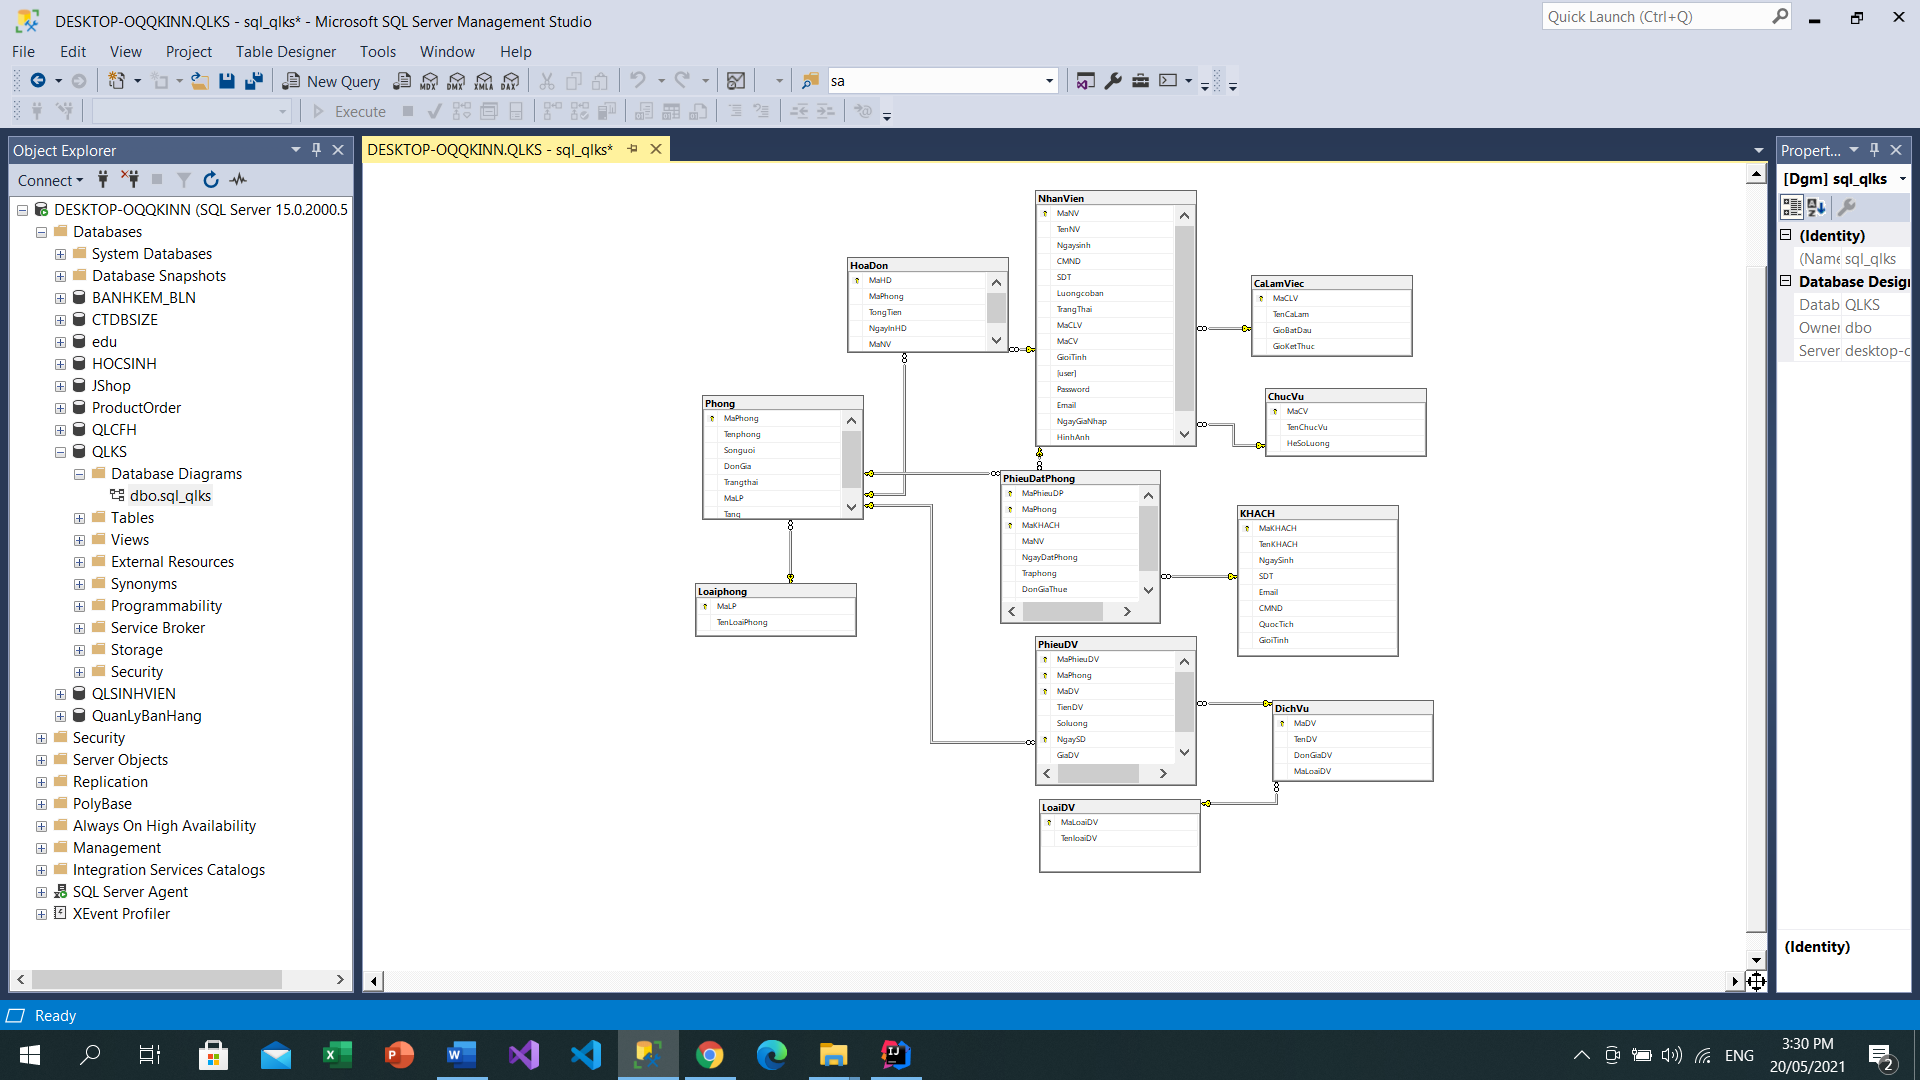 DESKTOP-OQQKINN.QLKS - sql_qlks* - Microsoft SQL Server Management Studio
Quick Launch (Ctrl+Q)
File Edit View Project Table Designer Tools Window Help
New Query MDX DMX XMLA DAX sa
Execute
Object Explorer
Connect
DESKTOP-OQQKINN (SQL Server 15.0.2000.5
Databases
System Databases
Database Snapshots
BANHKEM_BLN
CTDBSIZE
edu
HOCSINH
JShop
ProductOrder
QLCFH
QLKS
Database Diagrams
dbo.sql_qlks
Tables
Views
External Resources
Synonyms
Programmability
Service Broker
Storage
Security
QLSINHVIEN
QuanLyBanHang
Security
Server Objects
Replication
PolyBase
Always On High Availability
Management
Integration Services Catalogs
SQL Server Agent
XEvent Profiler
DESKTOP-OQQKINN.QLKS - sql_qlks*
NhanVien
MaNV
TenNV
Ngaysinh
CMND
SDT
Luongcoban
TrangThai
MaCLV
MaCV
GioiTinh
[user]
Password
Email
NgayGiaNhap
HinhAnh
HoaDon
MaHD
MaPhong
TongTien
NgayInHD
MaNV
CaLamViec
MaCLV
TenCaLam
GioBatDau
GioKetThuc
ChucVu
MaCV
TenChucVu
HeSoLuong
Phong
MaPhong
Tenphong
Songuoi
DonGia
Trangthai
MaLP
Tang
PhieuDatPhong
MaPhieuDP
MaPhong
MaKHACH
MaNV
NgayDatPhong
Traphong
DonGiaThue
KHACH
MaKHACH
TenKHACH
NgaySinh
SDT
Email
CMND
QuocTich
GioiTinh
Loaiphong
MaLP
TenLoaiPhong
PhieuDV
MaPhieuDV
MaPhong
MaDV
TienDV
Soluong
NgaySD
GiaDV
DichVu
MaDV
TenDV
DonGiaDV
MaLoaiDV
LoaiDV
MaLoaiDV
TenloaiDV
Propert...
[Dgm] sql_qlks
(Identity)
(Name sql_qlks
Database Design
Datab QLKS
Owner dbo
Server desktop-o
(Identity)
Ready
ENG
3:30 PM
20/05/2021
2